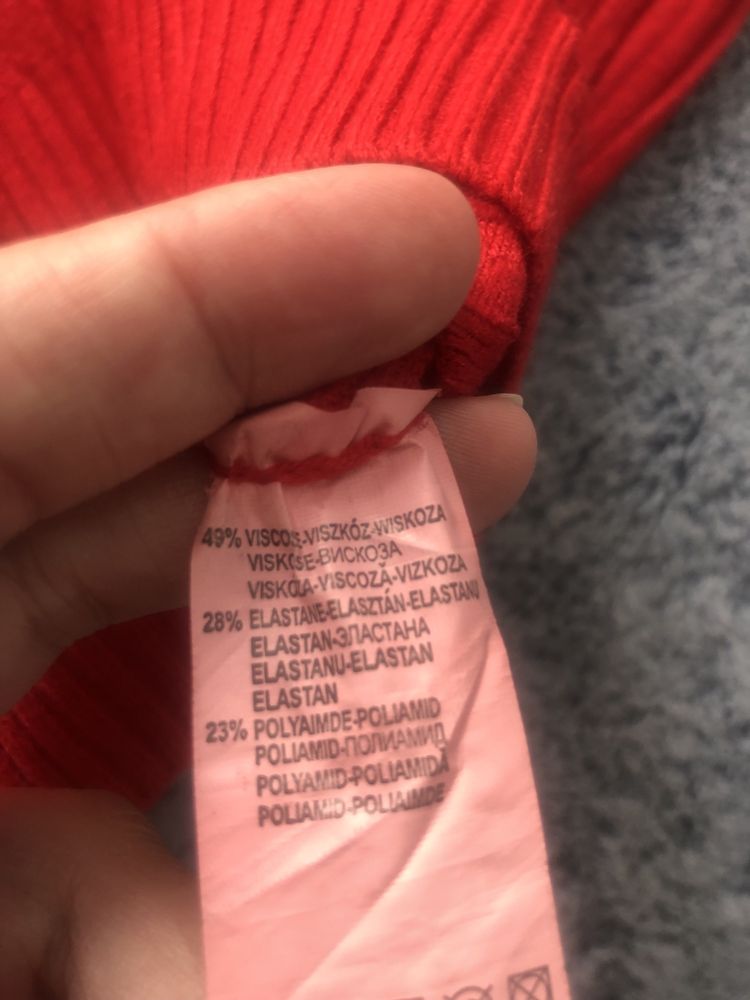 49% VISCOSE-VISZKÓZ-WISKOZA
VISKOSE-ВИСКОЗА
VISKOZA-VISCOZĂ-VIZKOZA
28% ELASTANE-ELASZTÁN-ELASTANU
ELASTAN-ЭЛАСТАНА
ELASTANU-ELASTAN
ELASTAN
23% POLYAIMDE-POLIAMID
POLIAMID-ПОЛИАМИД
POLYAMID-POLIAMIDĂ
POLIAMID-POLIAIMDE